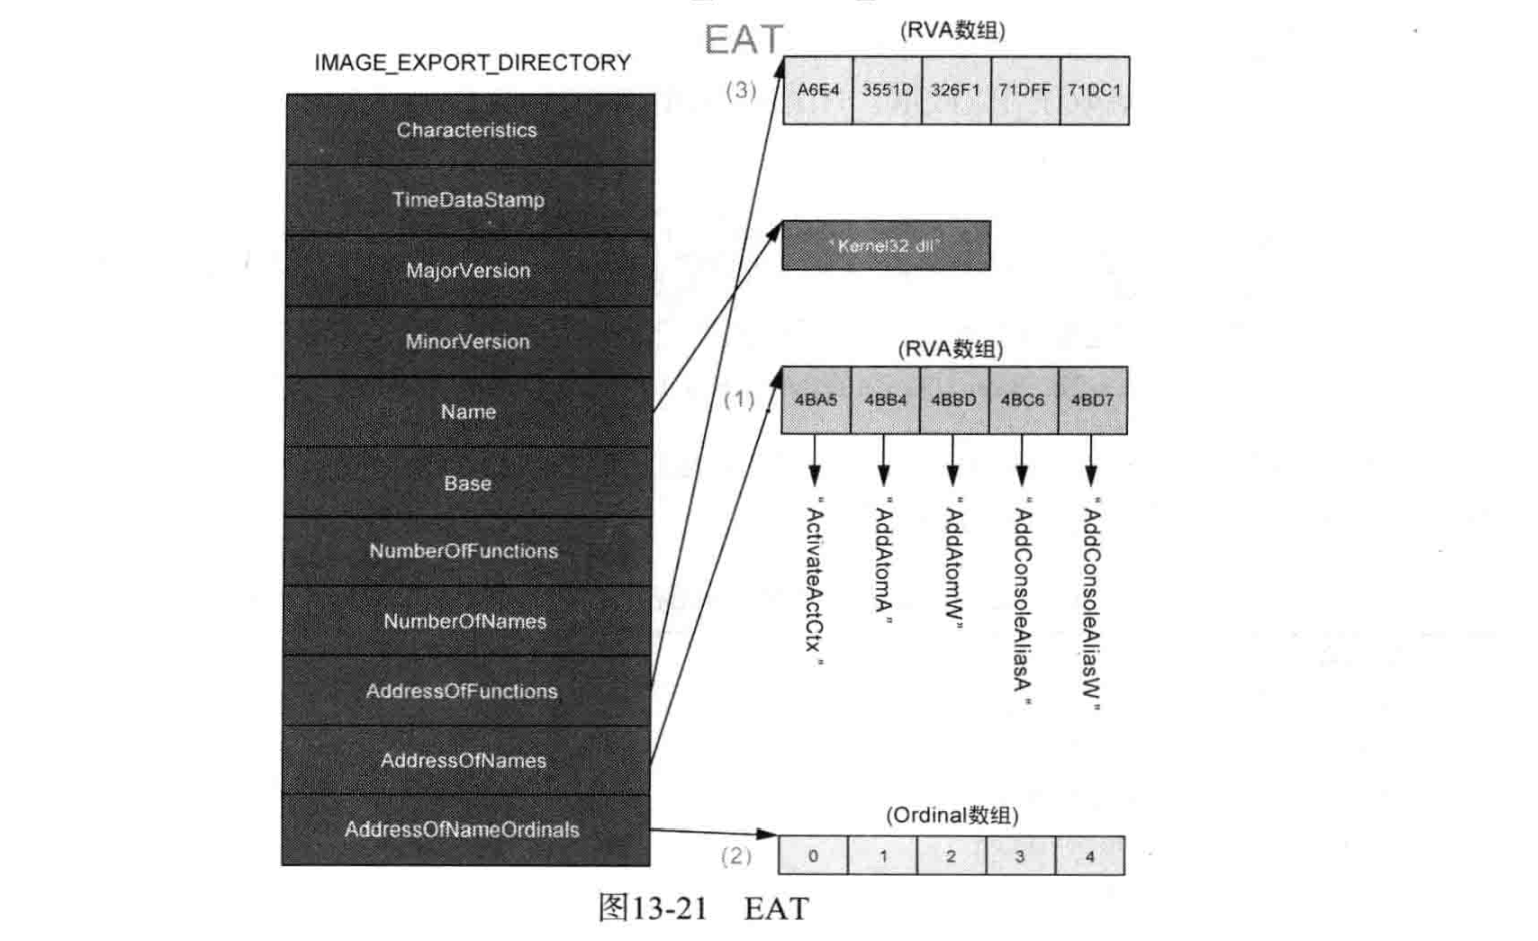 EAT
(RVA数组)
IMAGE_EXPORT_DIRECTORY
(3)
A6E4 3551D 326F1 71DFF 71DC1
Characteristics
TimeDataStamp
MajorVersion
MinorVersion
Name
Base
NumberOfFunctions
NumberOfNames
AddressOfFunctions
AddressOfNames
AddressOfNameOrdinals
"Kernel32 dll"
(RVA数组)
(1)
4BA5 4BB4 4BBD 4BC6 4BD7
"ActivateActCtx"
"AddAtomA"
"AddAtomW"
"AddConsoleAliasA"
"AddConsoleAliasW"
(Ordinal数组)
(2)
0 1 2 3 4
图13-21 EAT